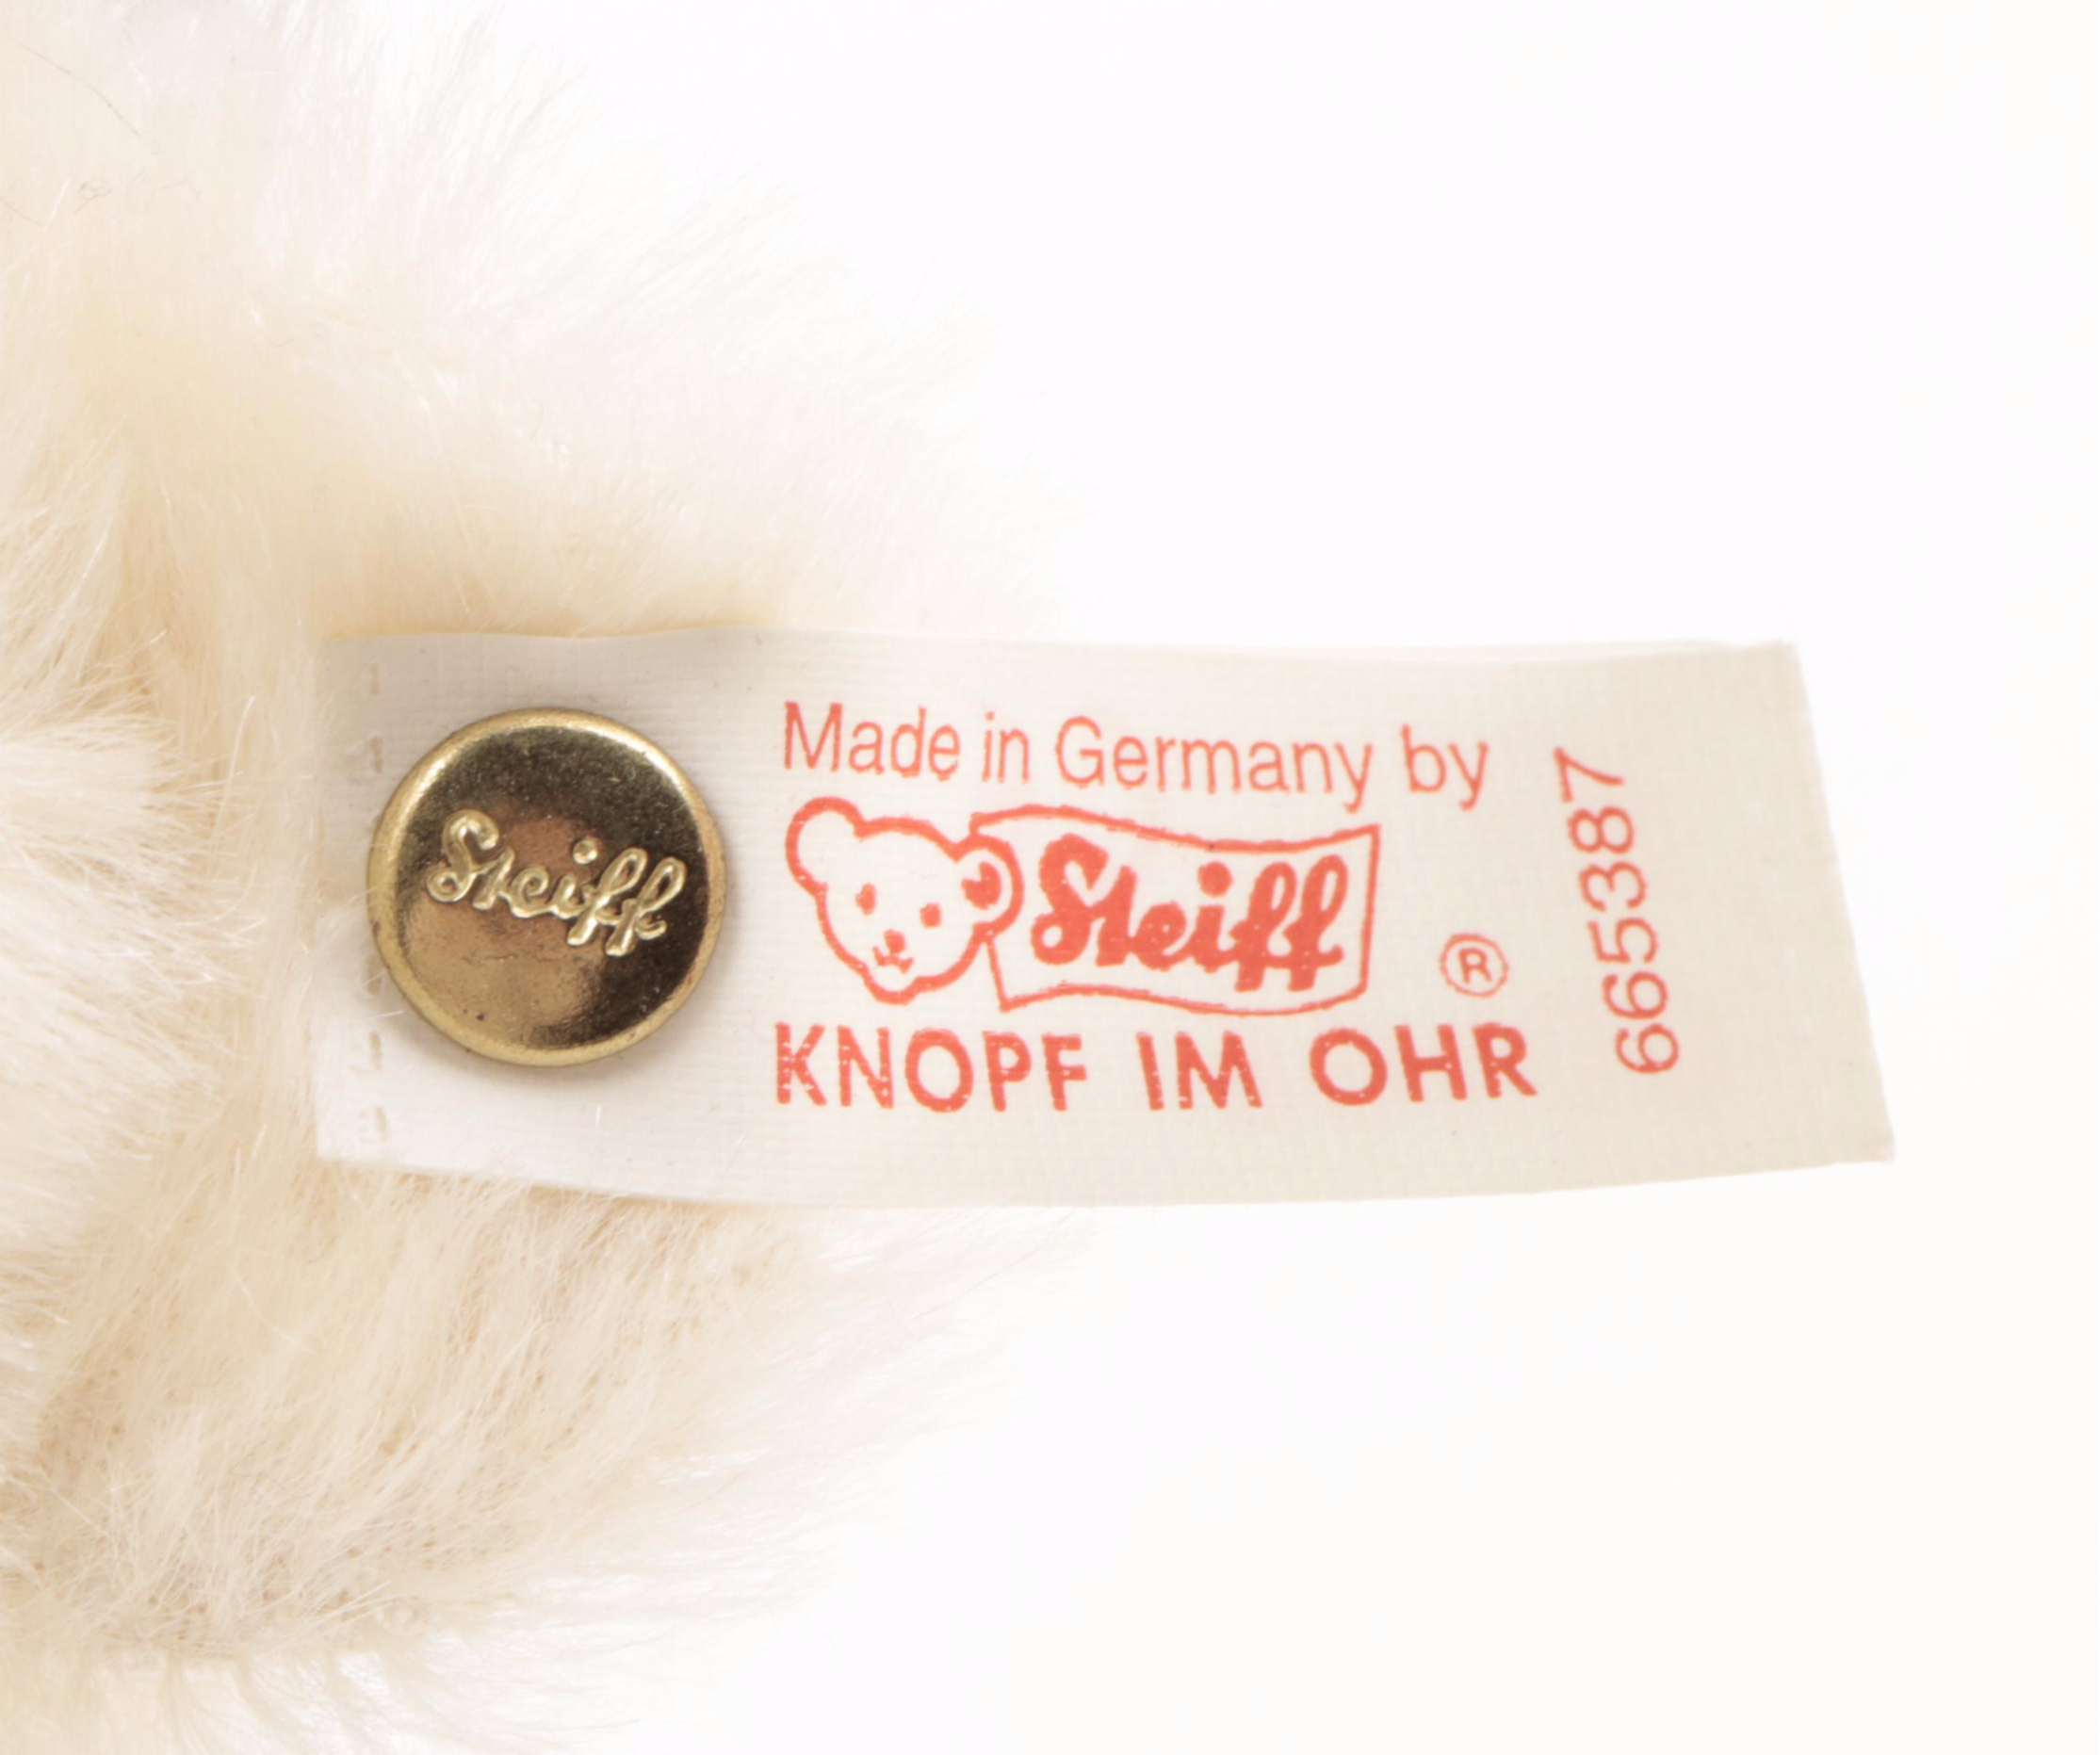 Steiff
Made in Germany by
Steiff
®
KNOPF IM OHR
665387